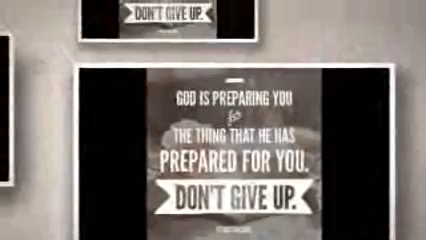 DON'T GIVE UP.
GOD IS PREPARING YOU
for
THE THING THAT HE HAS
PREPARED FOR YOU.
DON'T GIVE UP.